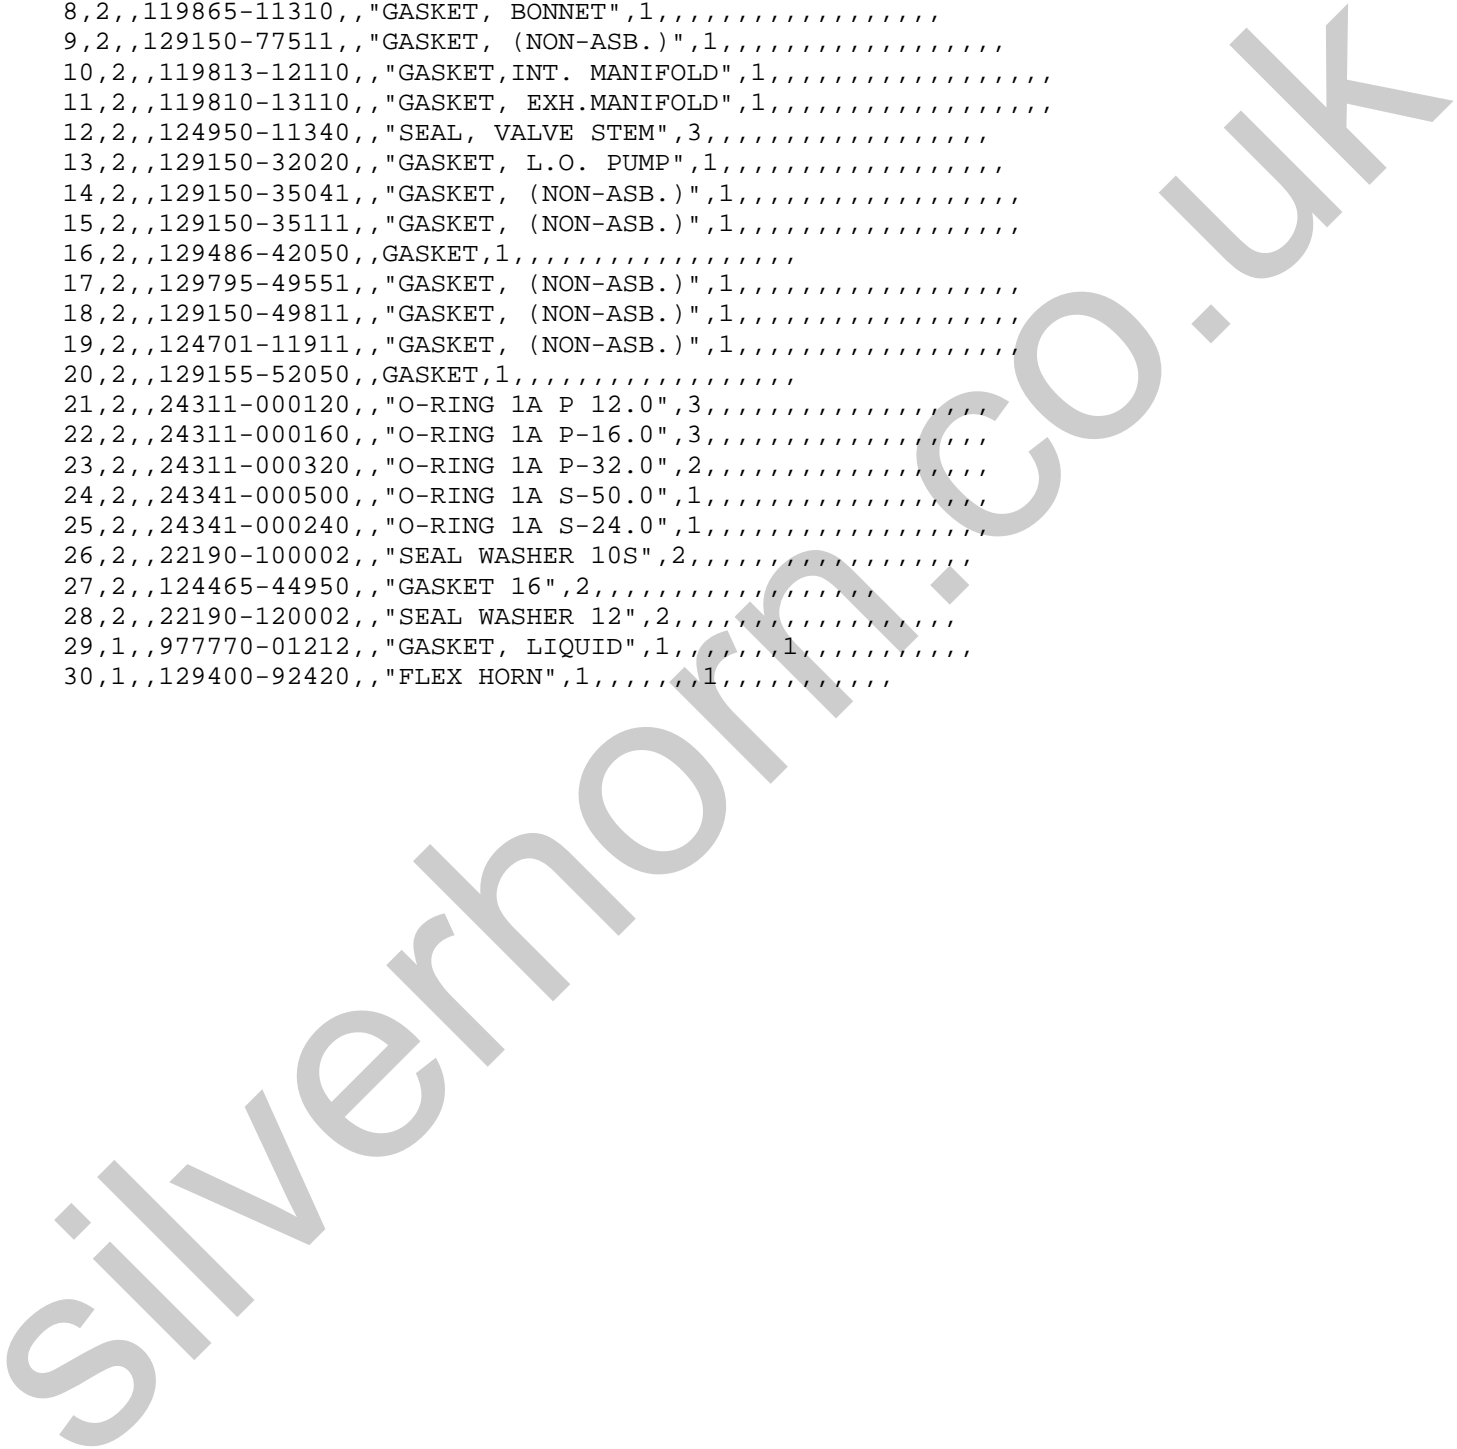 8,2,,119865-11310,,"GASKET, BONNET",1,,,,,,,,,,,,,,,,,,
9,2,,129150-77511,,"GASKET, (NON-ASB.)",1,,,,,,,,,,,,,,,,,,
10,2,,119813-12110,,"GASKET,INT. MANIFOLD",1,,,,,,,,,,,,,,,,,,
11,2,,119810-13110,,"GASKET, EXH.MANIFOLD",1,,,,,,,,,,,,,,,,,,
12,2,,124950-11340,,"SEAL, VALVE STEM",3,,,,,,,,,,,,,,,,,,
13,2,,129150-32020,,"GASKET, L.O. PUMP",1,,,,,,,,,,,,,,,,,,
14,2,,129150-35041,,"GASKET, (NON-ASB.)",1,,,,,,,,,,,,,,,,,,
15,2,,129150-35111,,"GASKET, (NON-ASB.)",1,,,,,,,,,,,,,,,,,,
16,2,,129486-42050,,GASKET,1,,,,,,,,,,,,,,,,,,
17,2,,129795-49551,,"GASKET, (NON-ASB.)",1,,,,,,,,,,,,,,,,,,
18,2,,129150-49811,,"GASKET, (NON-ASB.)",1,,,,,,,,,,,,,,,,,,
19,2,,124701-11911,,"GASKET, (NON-ASB.)",1,,,,,,,,,,,,,,,,,,
20,2,,129155-52050,,GASKET,1,,,,,,,,,,,,,,,,,,
21,2,,24311-000120,,"O-RING 1A P 12.0",3,,,,,,,,,,,,,,,,,,
22,2,,24311-000160,,"O-RING 1A P-16.0",3,,,,,,,,,,,,,,,,,,
23,2,,24311-000320,,"O-RING 1A P-32.0",2,,,,,,,,,,,,,,,,,,
24,2,,24341-000500,,"O-RING 1A S-50.0",1,,,,,,,,,,,,,,,,,,
25,2,,24341-000240,,"O-RING 1A S-24.0",1,,,,,,,,,,,,,,,,,,
26,2,,22190-100002,,"SEAL WASHER 10S",2,,,,,,,,,,,,,,,,,,
27,2,,124465-44950,,"GASKET 16",2,,,,,,,,,,,,,,,,,,
28,2,,22190-120002,,"SEAL WASHER 12",2,,,,,,,,,,,,,,,,,,
29,1,,977770-01212,,"GASKET, LIQUID",1,,,,,,,1,,,,,,,,,,,
30,1,,129400-92420,,"FLEX HORN",1,,,,,,,1,,,,,,,,,,,
silverhorn.co.uk